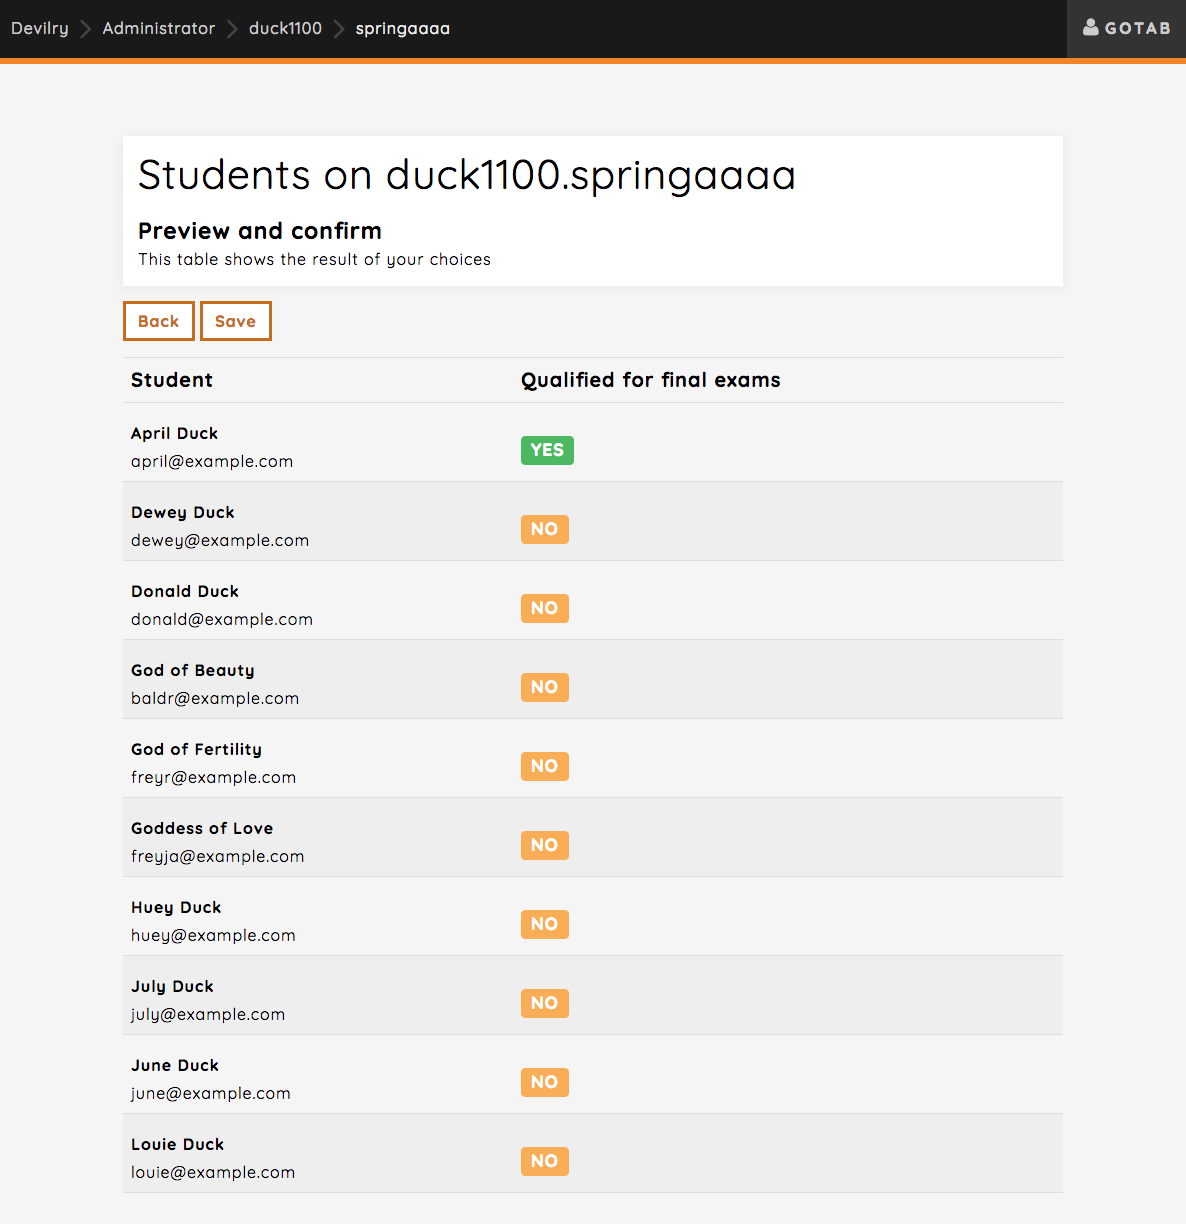 Devilry Administrator duck1100 springaaaa GOTAB
Students on duck1100.springaaaa
Preview and confirm
This table shows the result of your choices
Back Save
Student Qualified for final exams
April Duck
april@example.com
YES
Dewey Duck
dewey@example.com
NO
Donald Duck
donald@example.com
NO
God of Beauty
baldr@example.com
NO
God of Fertility
freyr@example.com
NO
Goddess of Love
freyja@example.com
NO
Huey Duck
huey@example.com
NO
July Duck
july@example.com
NO
June Duck
june@example.com
NO
Louie Duck
louie@example.com
NO